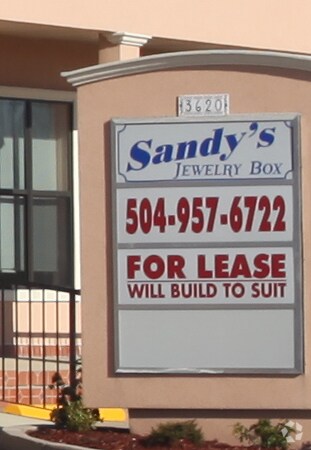 3620
Sandy's
JEWELRY BOX
504-957-6722
FOR LEASE
WILL BUILD TO SUIT